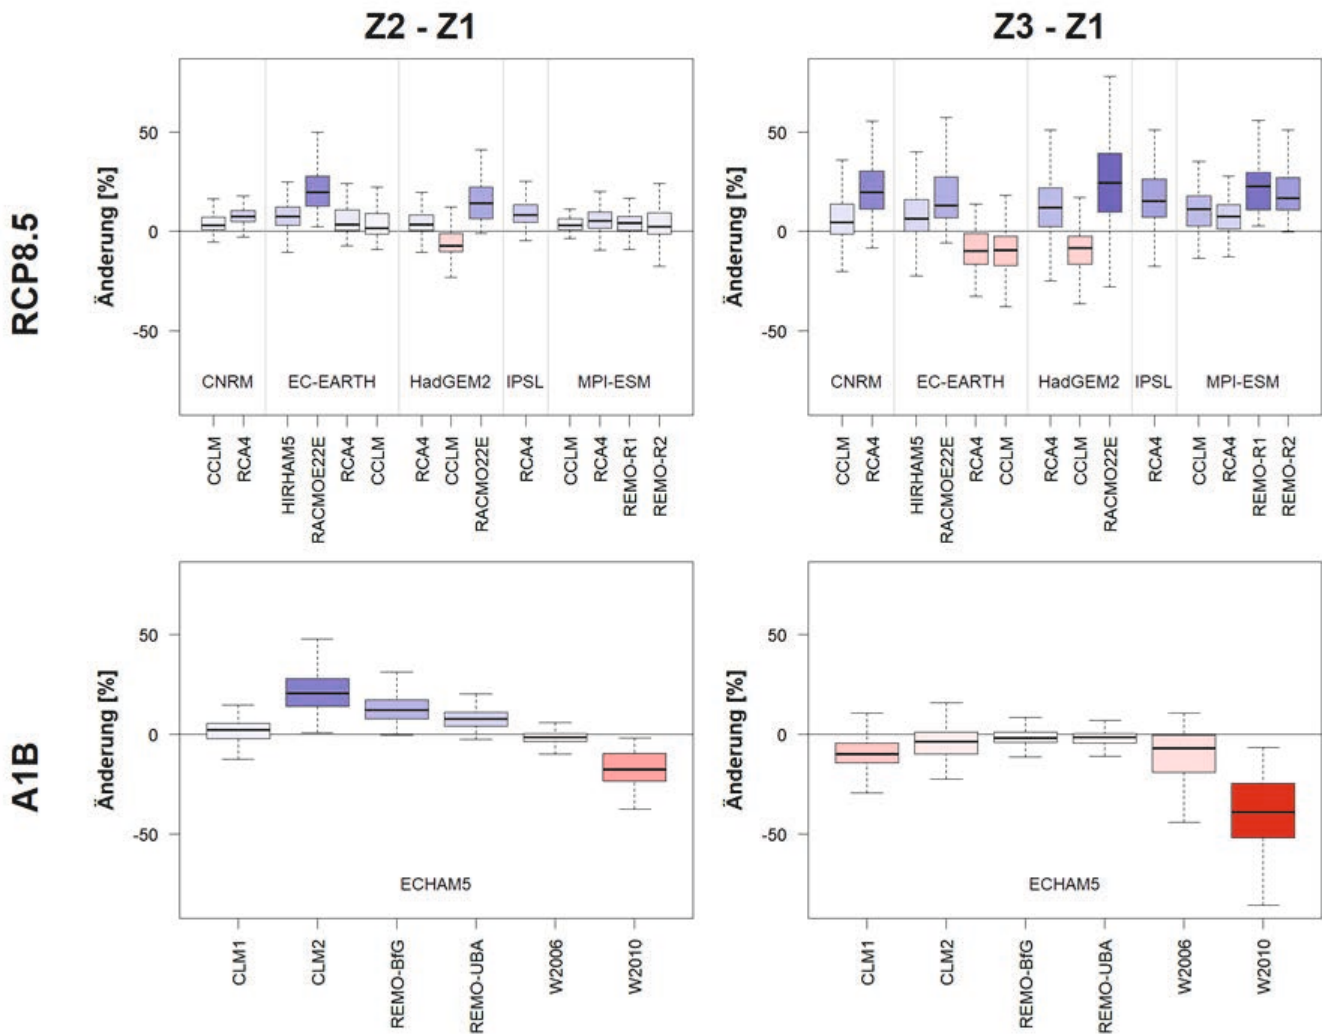 Z2 - Z1
Z3 - Z1
RCP8.5
Änderung [%]
50
0
-50
CNRM
EC-EARTH
HadGEM2
IPSL
MPI-ESM
CCLM
RCA4
HIRHAM5
RACMOE22E
RCA4
CCLM
RCA4
CCLM
RACMO22E
RCA4
CCLM
RCA4
REMO-R1
REMO-R2
Änderung [%]
50
0
-50
CNRM
EC-EARTH
HadGEM2
IPSL
MPI-ESM
CCLM
RCA4
HIRHAM5
RACMOE22E
RCA4
CCLM
RCA4
CCLM
RACMO22E
RCA4
CCLM
RCA4
REMO-R1
REMO-R2
A1B
Änderung [%]
50
0
-50
ECHAM5
CLM1
CLM2
REMO-BfG
REMO-UBA
W2006
W2010
Änderung [%]
50
0
-50
ECHAM5
CLM1
CLM2
REMO-BfG
REMO-UBA
W2006
W2010